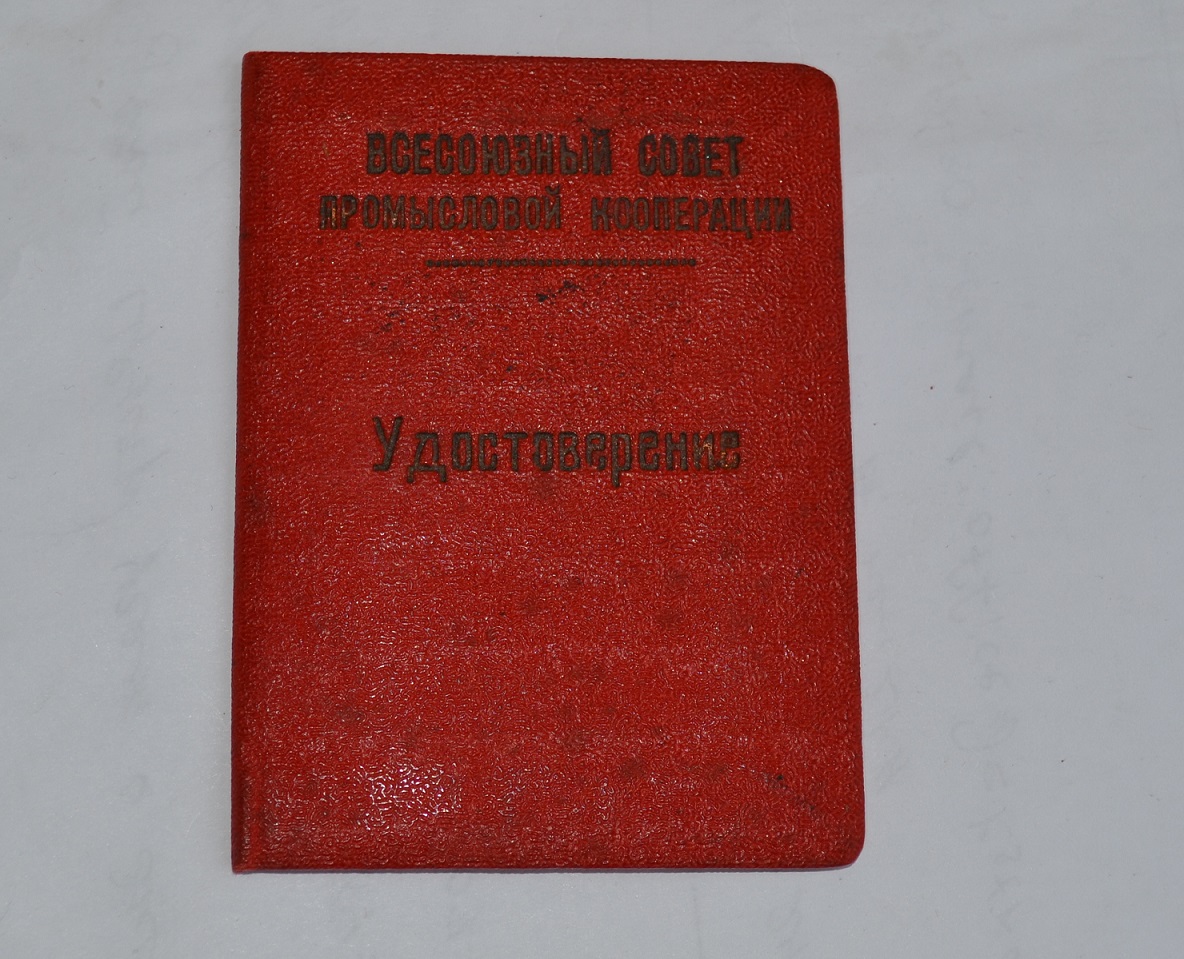 ВСЕСОЮЗНЫЙ СОВЕТ
ПРОМЫСЛОВОЙ КООПЕРАЦИИ
Удостоверение